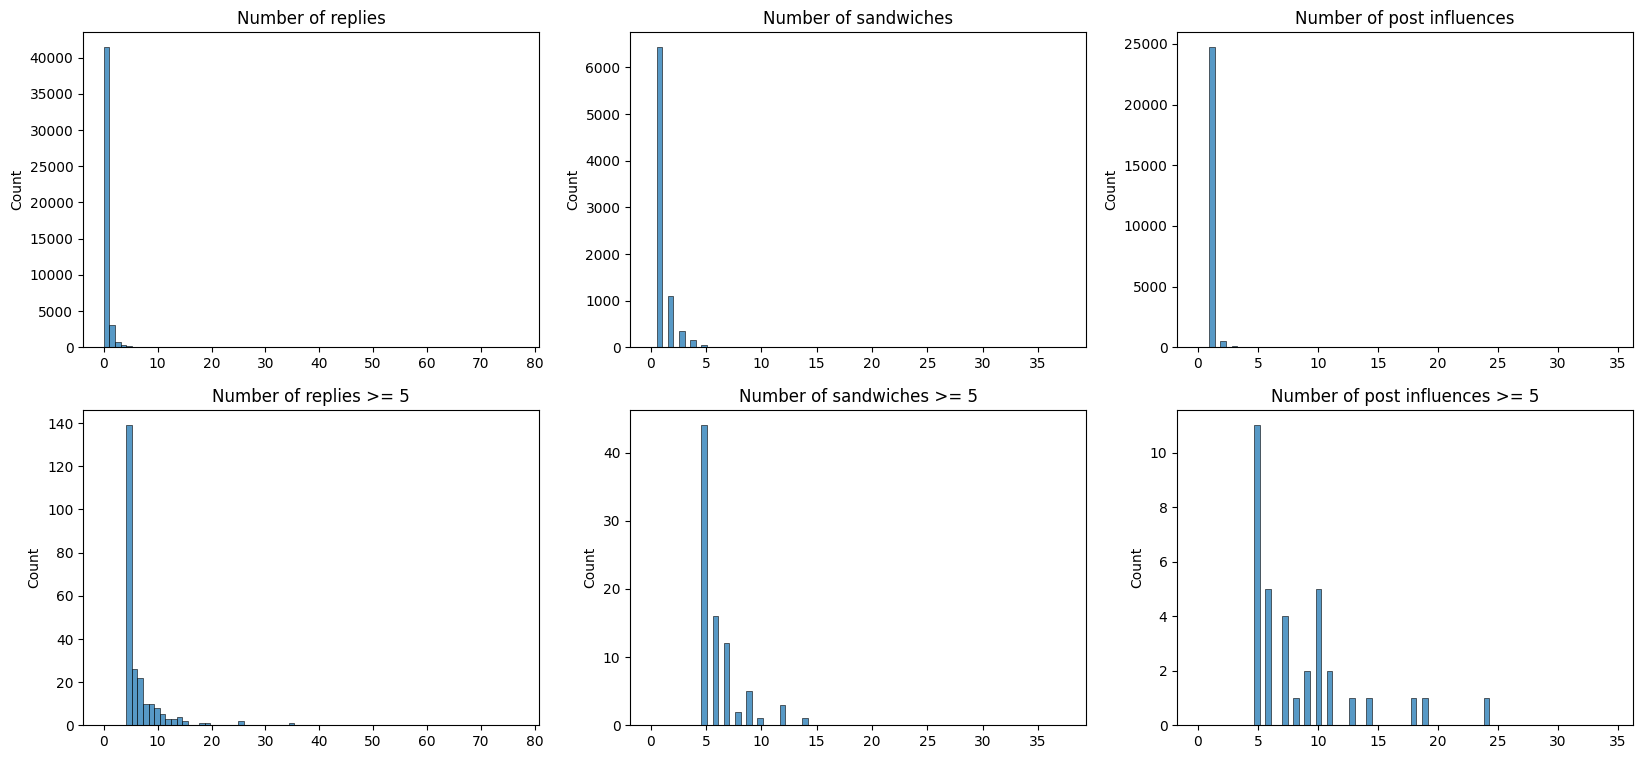 Number of replies
Count
40000
35000
30000
25000
20000
15000
10000
5000
0
0 10 20 30 40 50 60 70 80
Number of sandwiches
Count
6000
5000
4000
3000
2000
1000
0
0 5 10 15 20 25 30 35
Number of post influences
Count
25000
20000
15000
10000
5000
0
0 5 10 15 20 25 30 35
Number of replies >= 5
Count
140
120
100
80
60
40
20
0
0 10 20 30 40 50 60 70 80
Number of sandwiches >= 5
Count
40
30
20
10
0
0 5 10 15 20 25 30 35
Number of post influences >= 5
Count
10
8
6
4
2
0
0 5 10 15 20 25 30 35